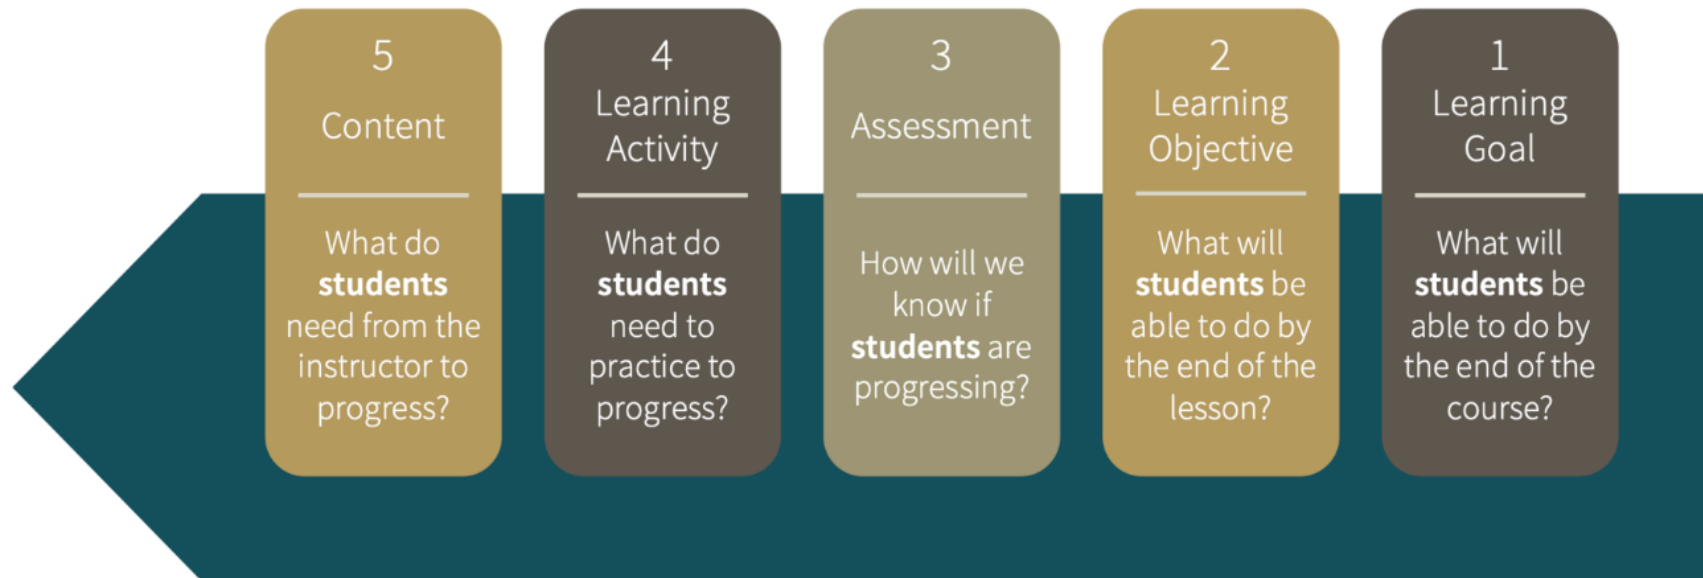 5
Content
What do
students
need from the
instructor to
progress?
4
Learning
Activity
What do
students
need to
practice to
progress?
3
Assessment
How will we
know if
students are
progressing?
2
Learning
Objective
What will
students be
able to do by
the end of the
lesson?
1
Learning
Goal
What will
students be
able to do by
the end of the
course?